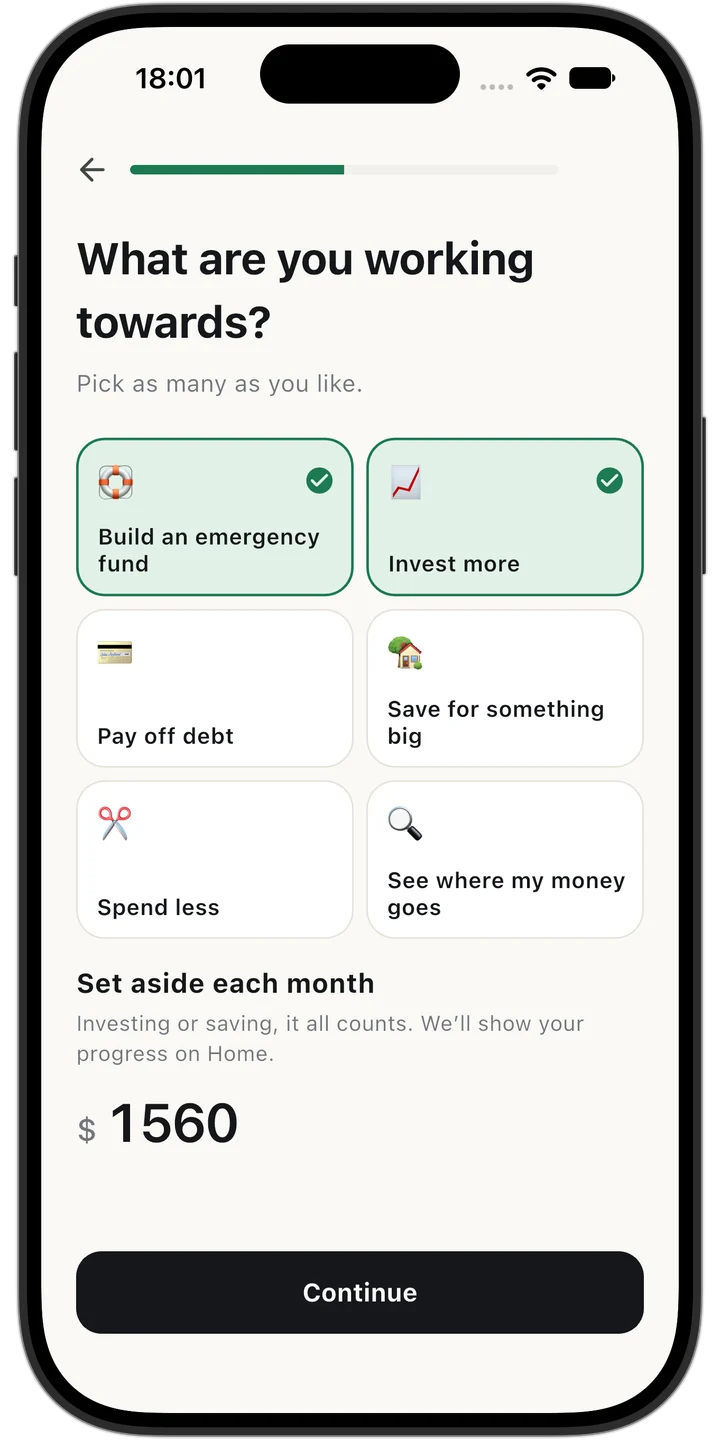 18:01
What are you working
towards?
Pick as many as you like.
Build an emergency
fund
Invest more
Pay off debt
Save for something
big
Spend less
See where my money
goes
Set aside each month
Investing or saving, it all counts. We’ll show your
progress on Home.
$ 1560
Continue